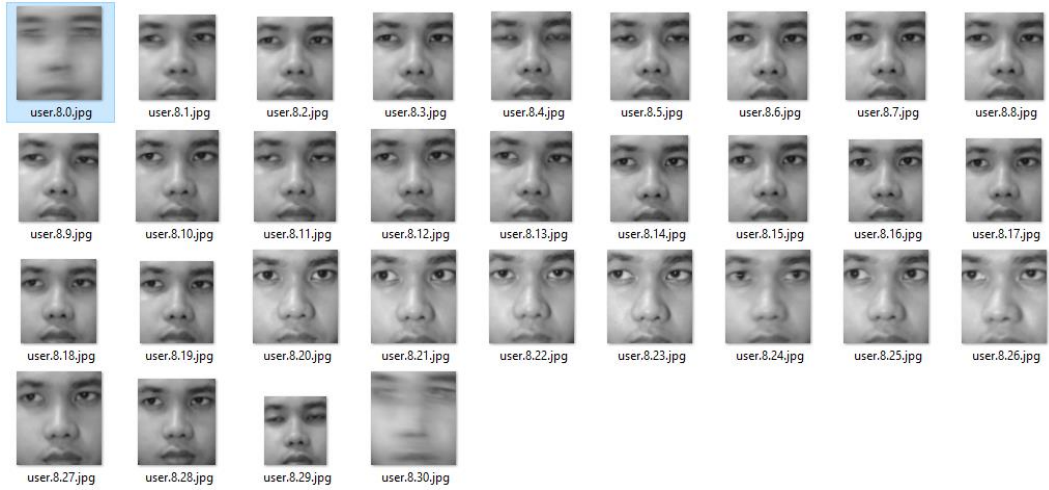 user.8.0.jpg user.8.1.jpg user.8.2.jpg user.8.3.jpg user.8.4.jpg user.8.5.jpg user.8.6.jpg user.8.7.jpg user.8.8.jpg
user.8.9.jpg user.8.10.jpg user.8.11.jpg user.8.12.jpg user.8.13.jpg user.8.14.jpg user.8.15.jpg user.8.16.jpg user.8.17.jpg
user.8.18.jpg user.8.19.jpg user.8.20.jpg user.8.21.jpg user.8.22.jpg user.8.23.jpg user.8.24.jpg user.8.25.jpg user.8.26.jpg
user.8.27.jpg user.8.28.jpg user.8.29.jpg user.8.30.jpg